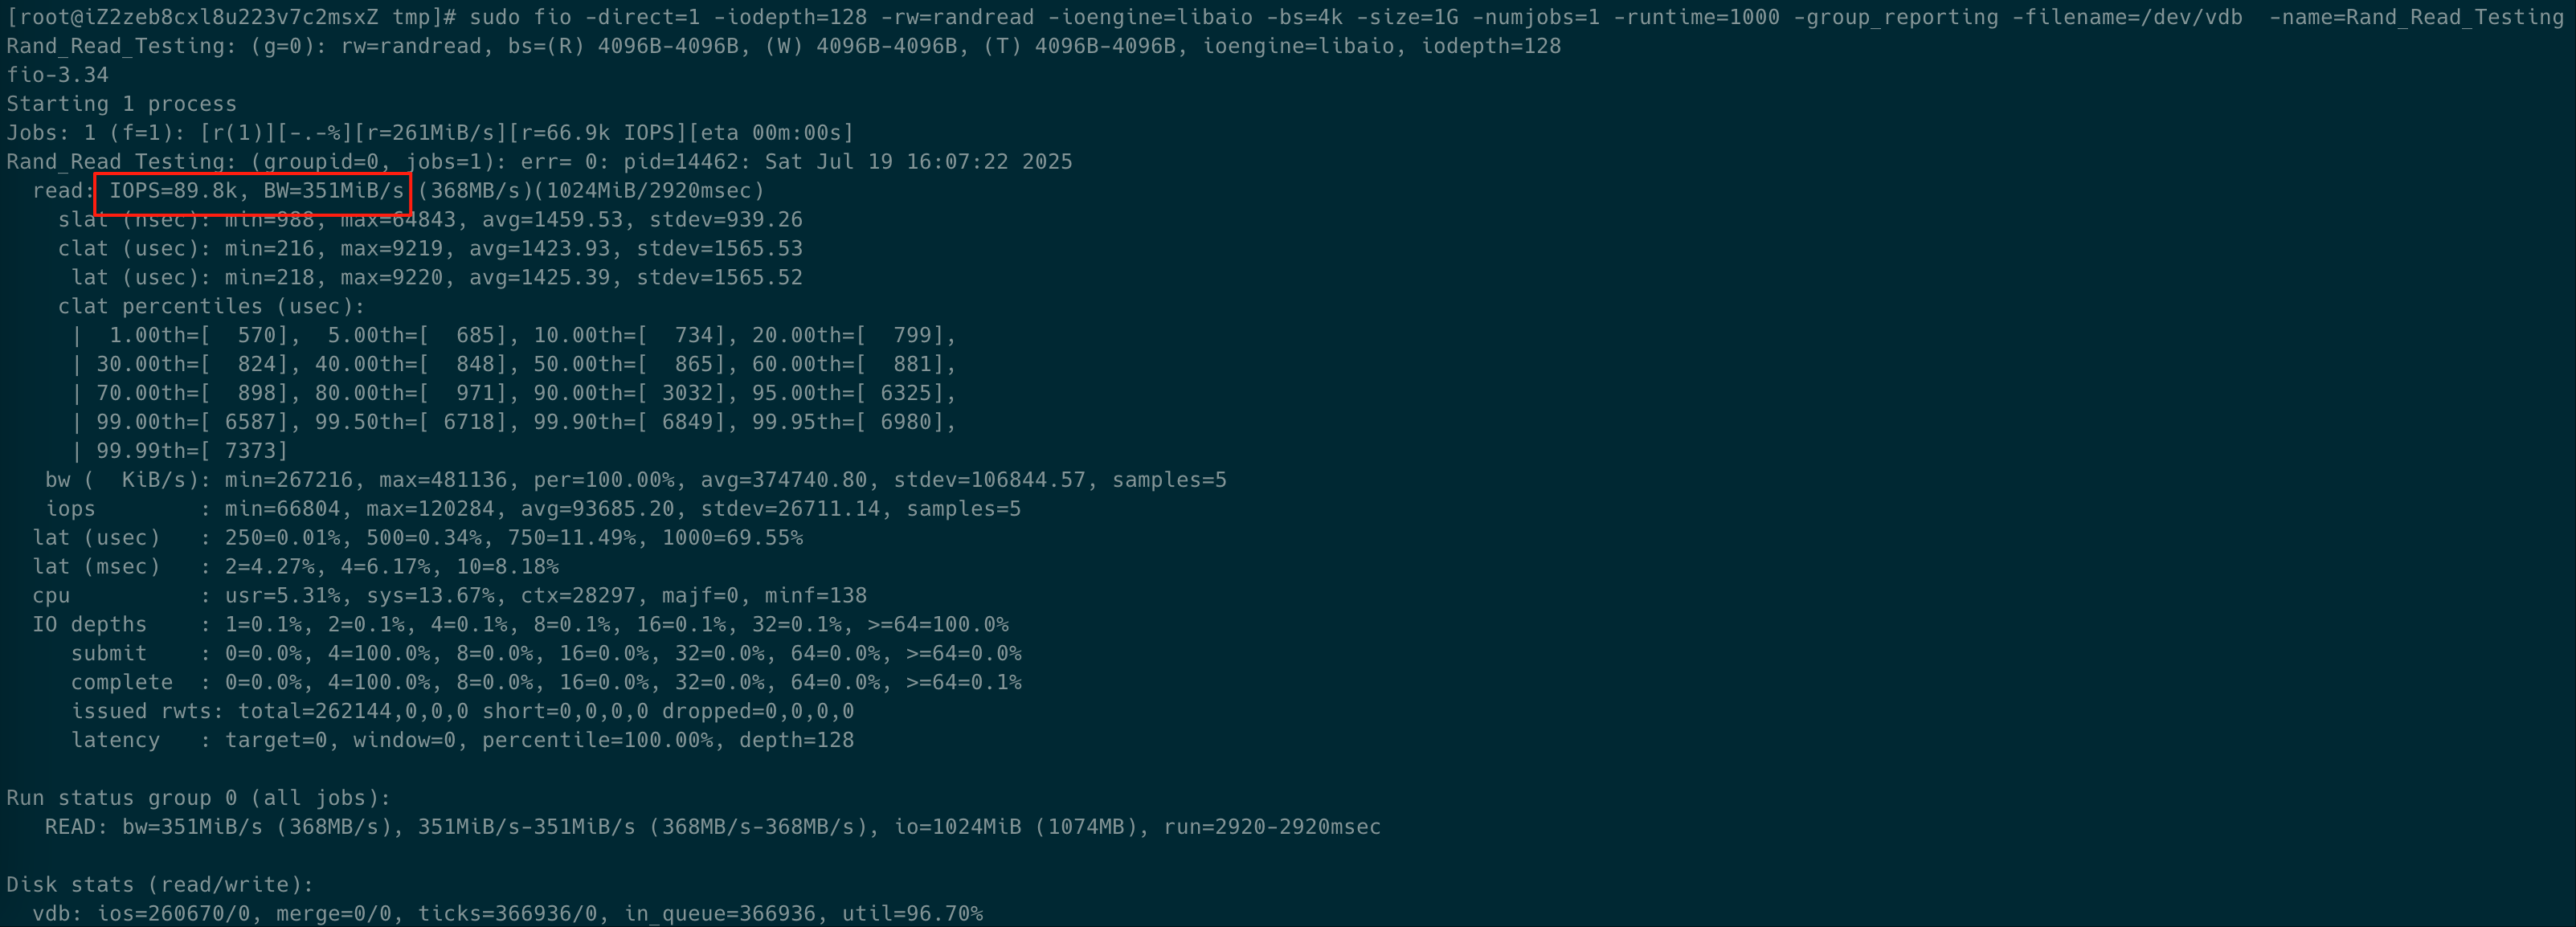 [root@iZ2zeb8cxl8u223v7c2msxZ tmp]# sudo fio -direct=1 -iodepth=128 -rw=randread -ioengine=libaio -bs=4k -size=1G -numjobs=1 -runtime=1000 -group_reporting -filename=/dev/vdb  -name=Rand_Read_Testing
Rand_Read_Testing: (g=0): rw=randread, bs=(R) 4096B-4096B, (W) 4096B-4096B, (T) 4096B-4096B, ioengine=libaio, iodepth=128
fio-3.34
Starting 1 process
Jobs: 1 (f=1): [r(1)][-.-%][r=261MiB/s][r=66.9k IOPS][eta 00m:00s]
Rand_Read_Testing: (groupid=0, jobs=1): err= 0: pid=14462: Sat Jul 19 16:07:22 2025
  read: IOPS=89.8k, BW=351MiB/s (368MB/s)(1024MiB/2920msec)
    slat (nsec): min=988, max=64843, avg=1459.53, stdev=939.26
    clat (usec): min=216, max=9219, avg=1423.93, stdev=1565.53
     lat (usec): min=218, max=9220, avg=1425.39, stdev=1565.52
    clat percentiles (usec):
     |  1.00th=[  570],  5.00th=[  685], 10.00th=[  734], 20.00th=[  799],
     | 30.00th=[  824], 40.00th=[  848], 50.00th=[  865], 60.00th=[  881],
     | 70.00th=[  898], 80.00th=[  971], 90.00th=[ 3032], 95.00th=[ 6325],
     | 99.00th=[ 6587], 99.50th=[ 6718], 99.90th=[ 6849], 99.95th=[ 6980],
     | 99.99th=[ 7373]
   bw (  KiB/s): min=267216, max=481136, per=100.00%, avg=374740.80, stdev=106844.57, samples=5
   iops        : min=66804, max=120284, avg=93685.20, stdev=26711.14, samples=5
  lat (usec)   : 250=0.01%, 500=0.34%, 750=11.49%, 1000=69.55%
  lat (msec)   : 2=4.27%, 4=6.17%, 10=8.18%
  cpu          : usr=5.31%, sys=13.67%, ctx=28297, majf=0, minf=138
  IO depths    : 1=0.1%, 2=0.1%, 4=0.1%, 8=0.1%, 16=0.1%, 32=0.1%, >=64=100.0%
     submit    : 0=0.0%, 4=100.0%, 8=0.0%, 16=0.0%, 32=0.0%, 64=0.0%, >=64=0.0%
     complete  : 0=0.0%, 4=100.0%, 8=0.0%, 16=0.0%, 32=0.0%, 64=0.0%, >=64=0.1%
     issued rwts: total=262144,0,0,0 short=0,0,0,0 dropped=0,0,0,0
     latency   : target=0, window=0, percentile=100.00%, depth=128

Run status group 0 (all jobs):
   READ: bw=351MiB/s (368MB/s), 351MiB/s-351MiB/s (368MB/s-368MB/s), io=1024MiB (1074MB), run=2920-2920msec

Disk stats (read/write):
  vdb: ios=260670/0, merge=0/0, ticks=366936/0, in_queue=366936, util=96.70%